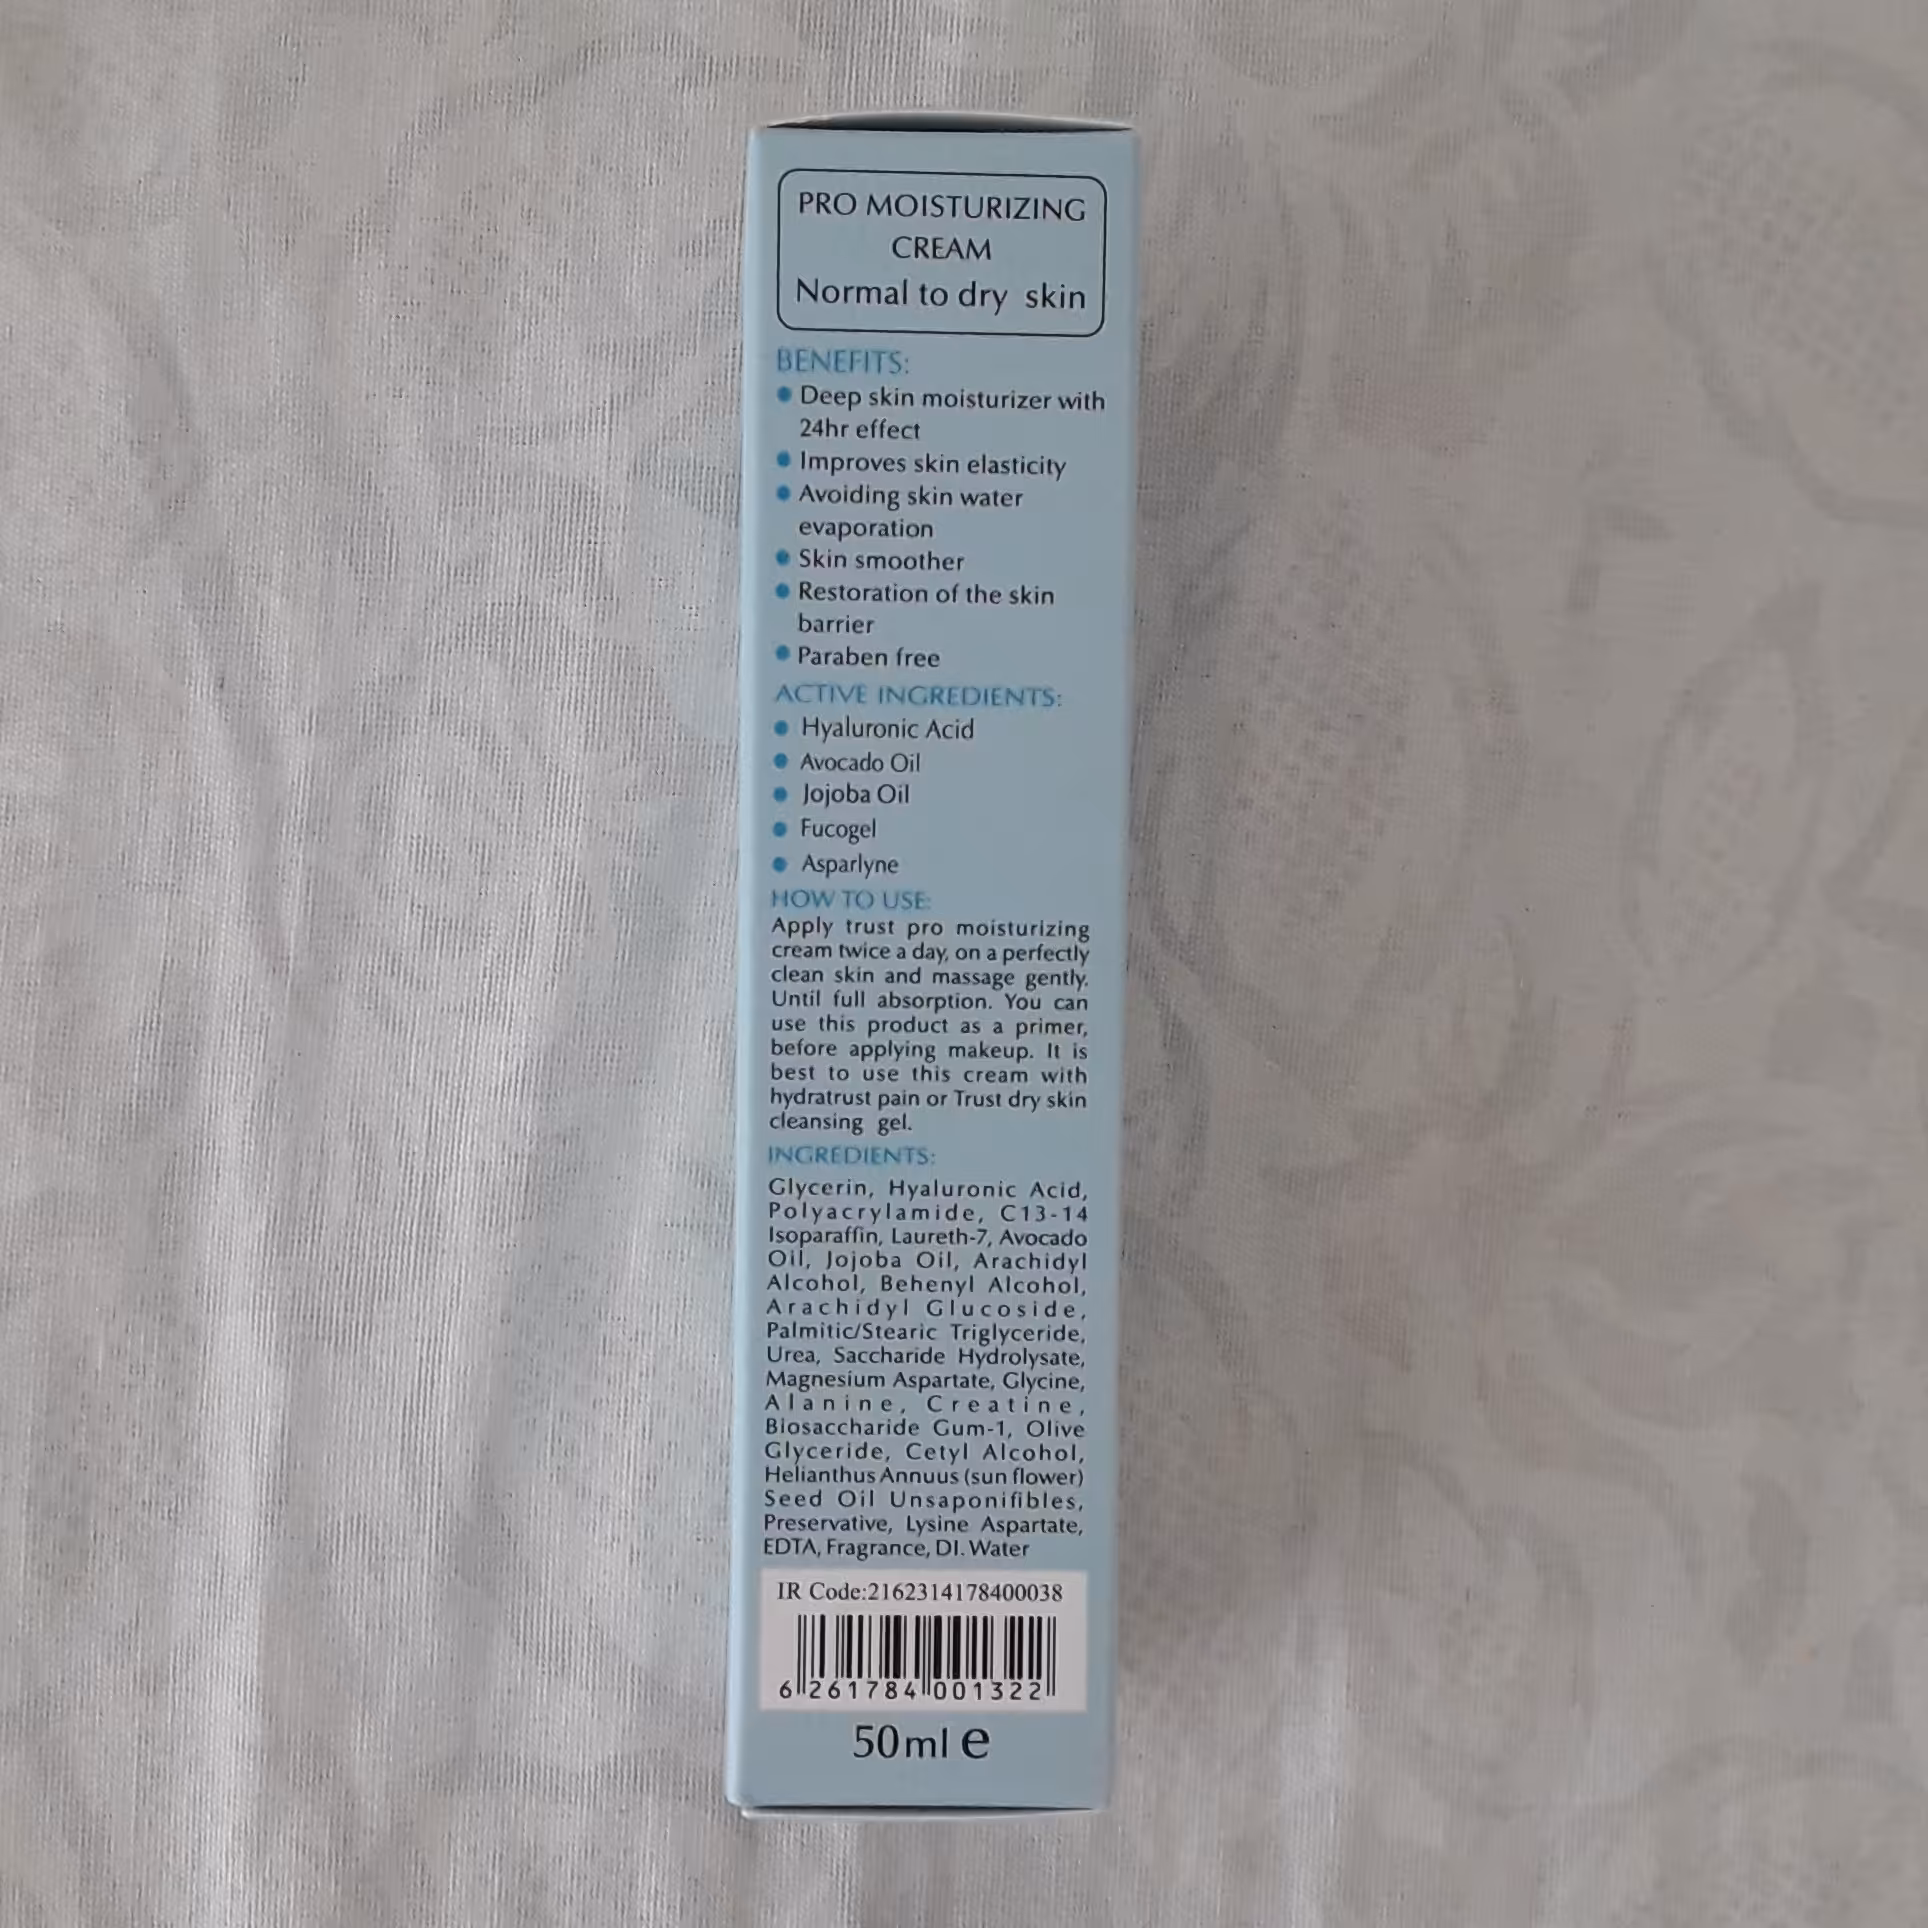 PRO MOISTURIZING
CREAM
Normal to dry skin
BENEFITS:
Deep skin moisturizer with
24hr effect
Improves skin elasticity
Avoiding skin water
evaporation
Skin smoother
Restoration of the skin
barrier
Paraben free
ACTIVE INGREDIENTS:
Hyaluronic Acid
Avocado Oil
Jojoba Oil
Fucogel
Asparlyne
HOW TO USE:
Apply trust pro moisturizing
cream twice a day, on a perfectly
clean skin and massage gently.
Until full absorption. You can
use this product as a primer,
before applying makeup. It is
best to use this cream with
hydratrust pain or Trust dry skin
cleansing gel.
INGREDIENTS:
Glycerin, Hyaluronic Acid,
Polyacrylamide, C13-14
Isoparaffin, Laureth-7, Avocado
Oil, Jojoba Oil, Arachidyl
Alcohol, Behenyl Alcohol,
Arachidyl Glucoside,
Palmitic/Stearic Triglyceride,
Urea, Saccharide Hydrolysate,
Magnesium Aspartate, Glycine,
Alanine, Creatine,
Biosaccharide Gum-1, Olive
Glyceride, Cetyl Alcohol,
Helianthus Annuus (sun flower)
Seed Oil Unsaponifibles,
Preservative, Lysine Aspartate,
EDTA, Fragrance, DI. Water
IR Code:2162314178400038
6 261784 001322
50ml e